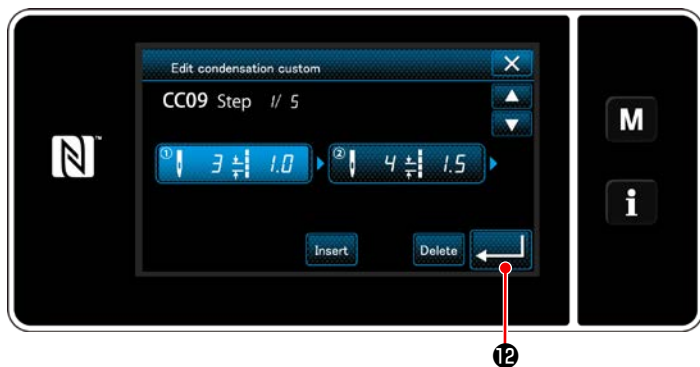 Edit condensation custom
CC09 Step 1/ 5
① 3 1.0 ② 4 1.5
Insert Delete
M
i
⓬